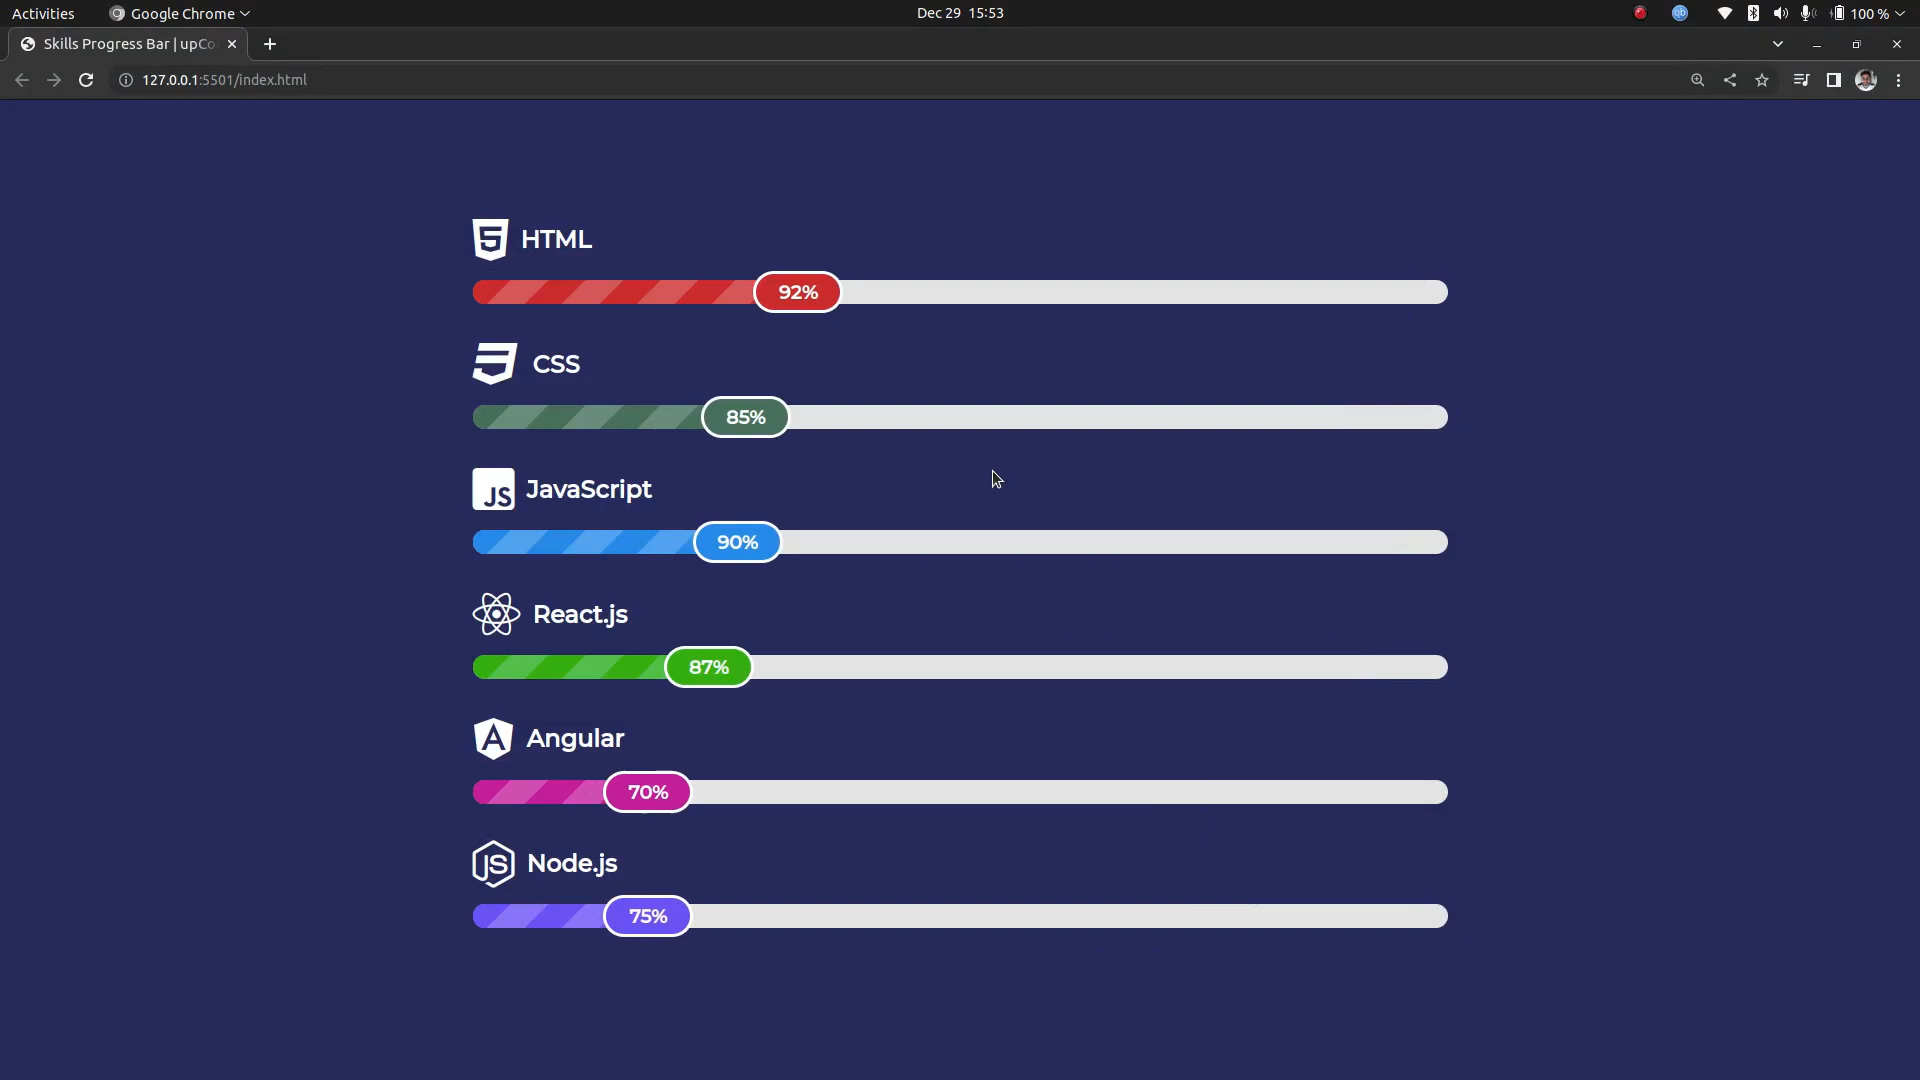 Activities
Google Chrome
Dec 29 15:53
100 %
Skills Progress Bar | upCo
127.0.0.1:5501/index.html
HTML
92%
CSS
85%
JS
JavaScript
90%
React.js
87%
A
Angular
70%
JS
Node.js
75%